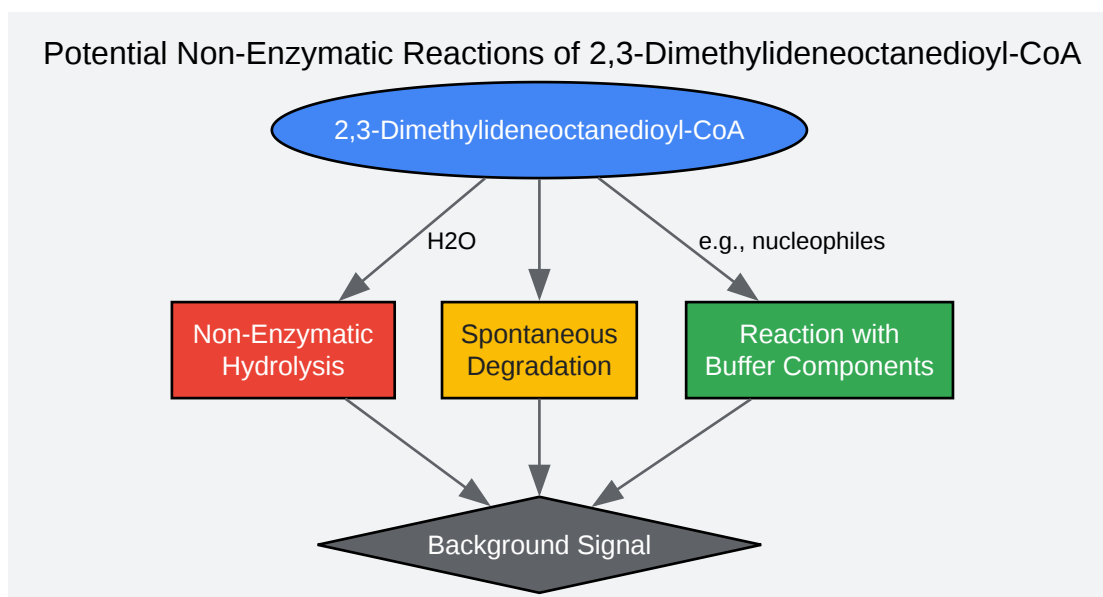 Potential Non-Enzymatic Reactions of 2,3-Dimethylideneoctanedioyl-CoA
2,3-Dimethylideneoctanedioyl-CoA
H2O
e.g., nucleophiles
Non-Enzymatic
Hydrolysis
Spontaneous
Degradation
Reaction with
Buffer Components
Background Signal